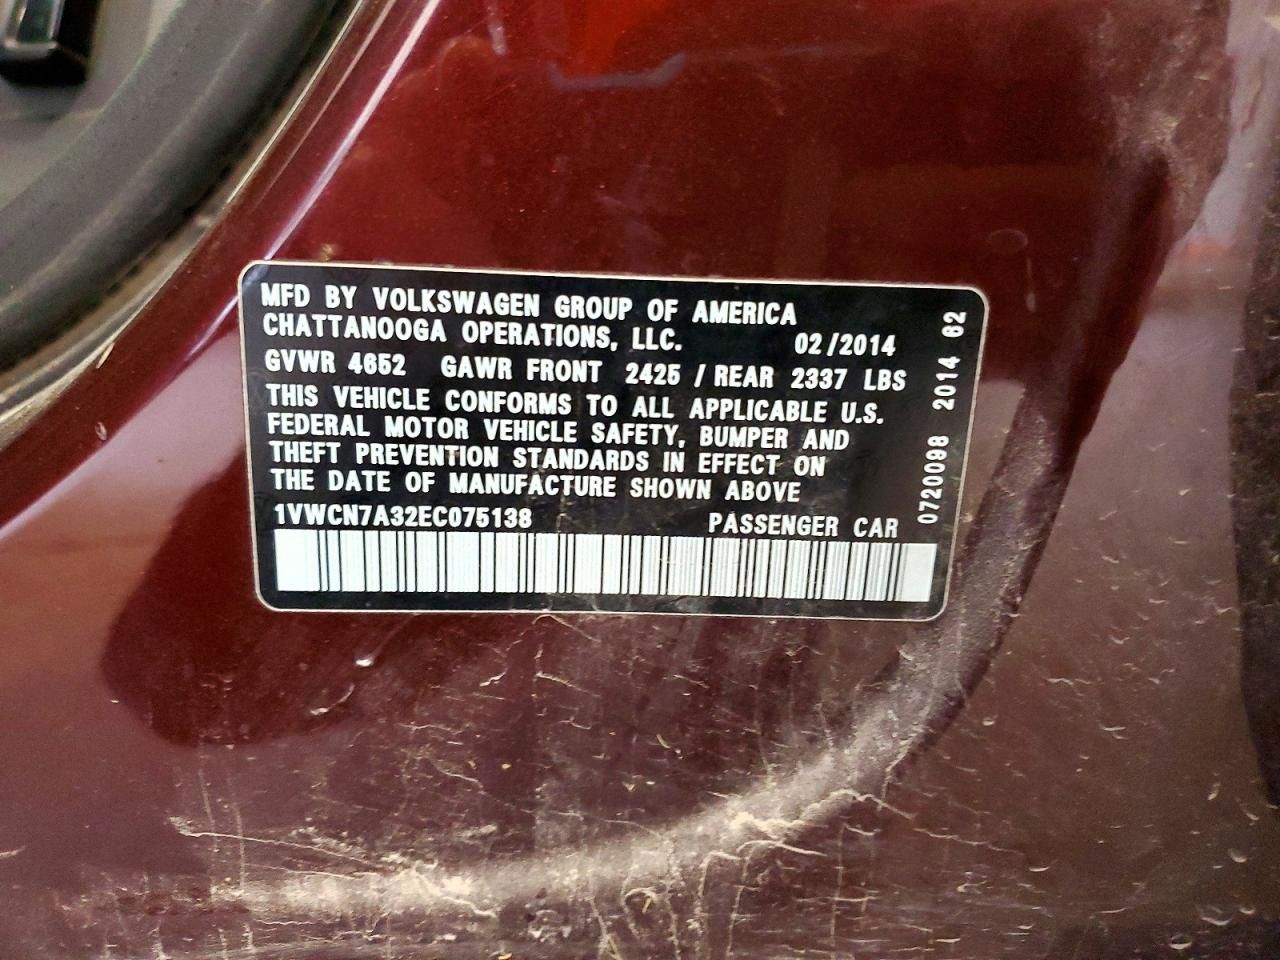 MFD BY VOLKSWAGEN GROUP OF AMERICA
CHATTANOOGA OPERATIONS, LLC. 02/2014
GVWR 4652 GAWR FRONT 2425 / REAR 2337 LBS
THIS VEHICLE CONFORMS TO ALL APPLICABLE U.S.
FEDERAL MOTOR VEHICLE SAFETY, BUMPER AND
THEFT PREVENTION STANDARDS IN EFFECT ON
THE DATE OF MANUFACTURE SHOWN ABOVE
1VWCN7A32EC075138 PASSENGER CAR
0720098 2014 62